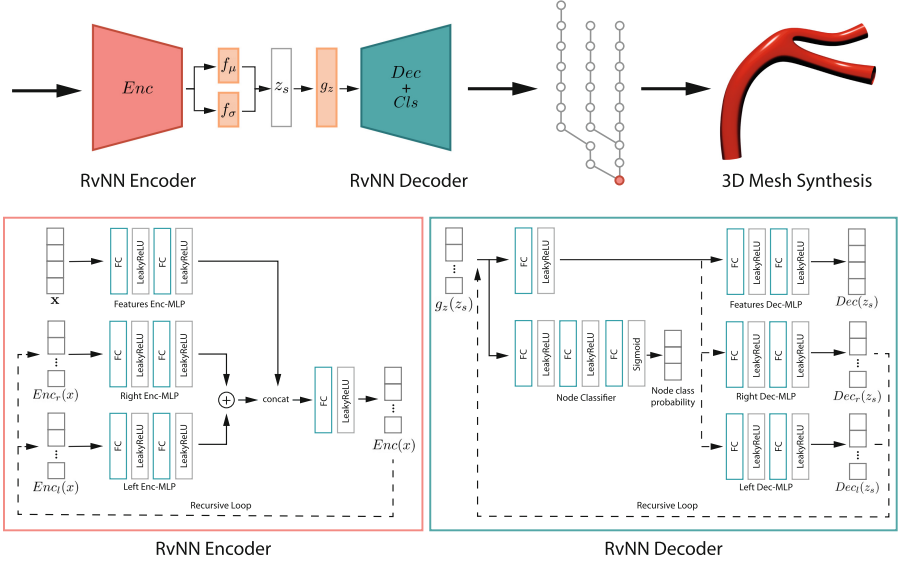 Enc
f_μ
f_σ
z_s
g_z
Dec
+
Cls
RvNN Encoder
RvNN Decoder
3D Mesh Synthesis
x
FC
LeakyReLU
FC
LeakyReLU
Features Enc-MLP
Enc_r(x)
FC
LeakyReLU
FC
LeakyReLU
Right Enc-MLP
Enc_l(x)
FC
LeakyReLU
FC
LeakyReLU
Left Enc-MLP
+
concat
FC
LeakyReLU
Enc(x)
Recursive Loop
RvNN Encoder
g_z(z_s)
FC
LeakyReLU
FC
LeakyReLU
FC
LeakyReLU
FC
Sigmoid
Node Classifier
Node class
probability
FC
LeakyReLU
FC
LeakyReLU
Features Dec-MLP
Dec(z_s)
FC
LeakyReLU
FC
LeakyReLU
Right Dec-MLP
Dec_r(z_s)
FC
LeakyReLU
FC
LeakyReLU
Left Dec-MLP
Dec_l(z_s)
Recursive Loop
RvNN Decoder